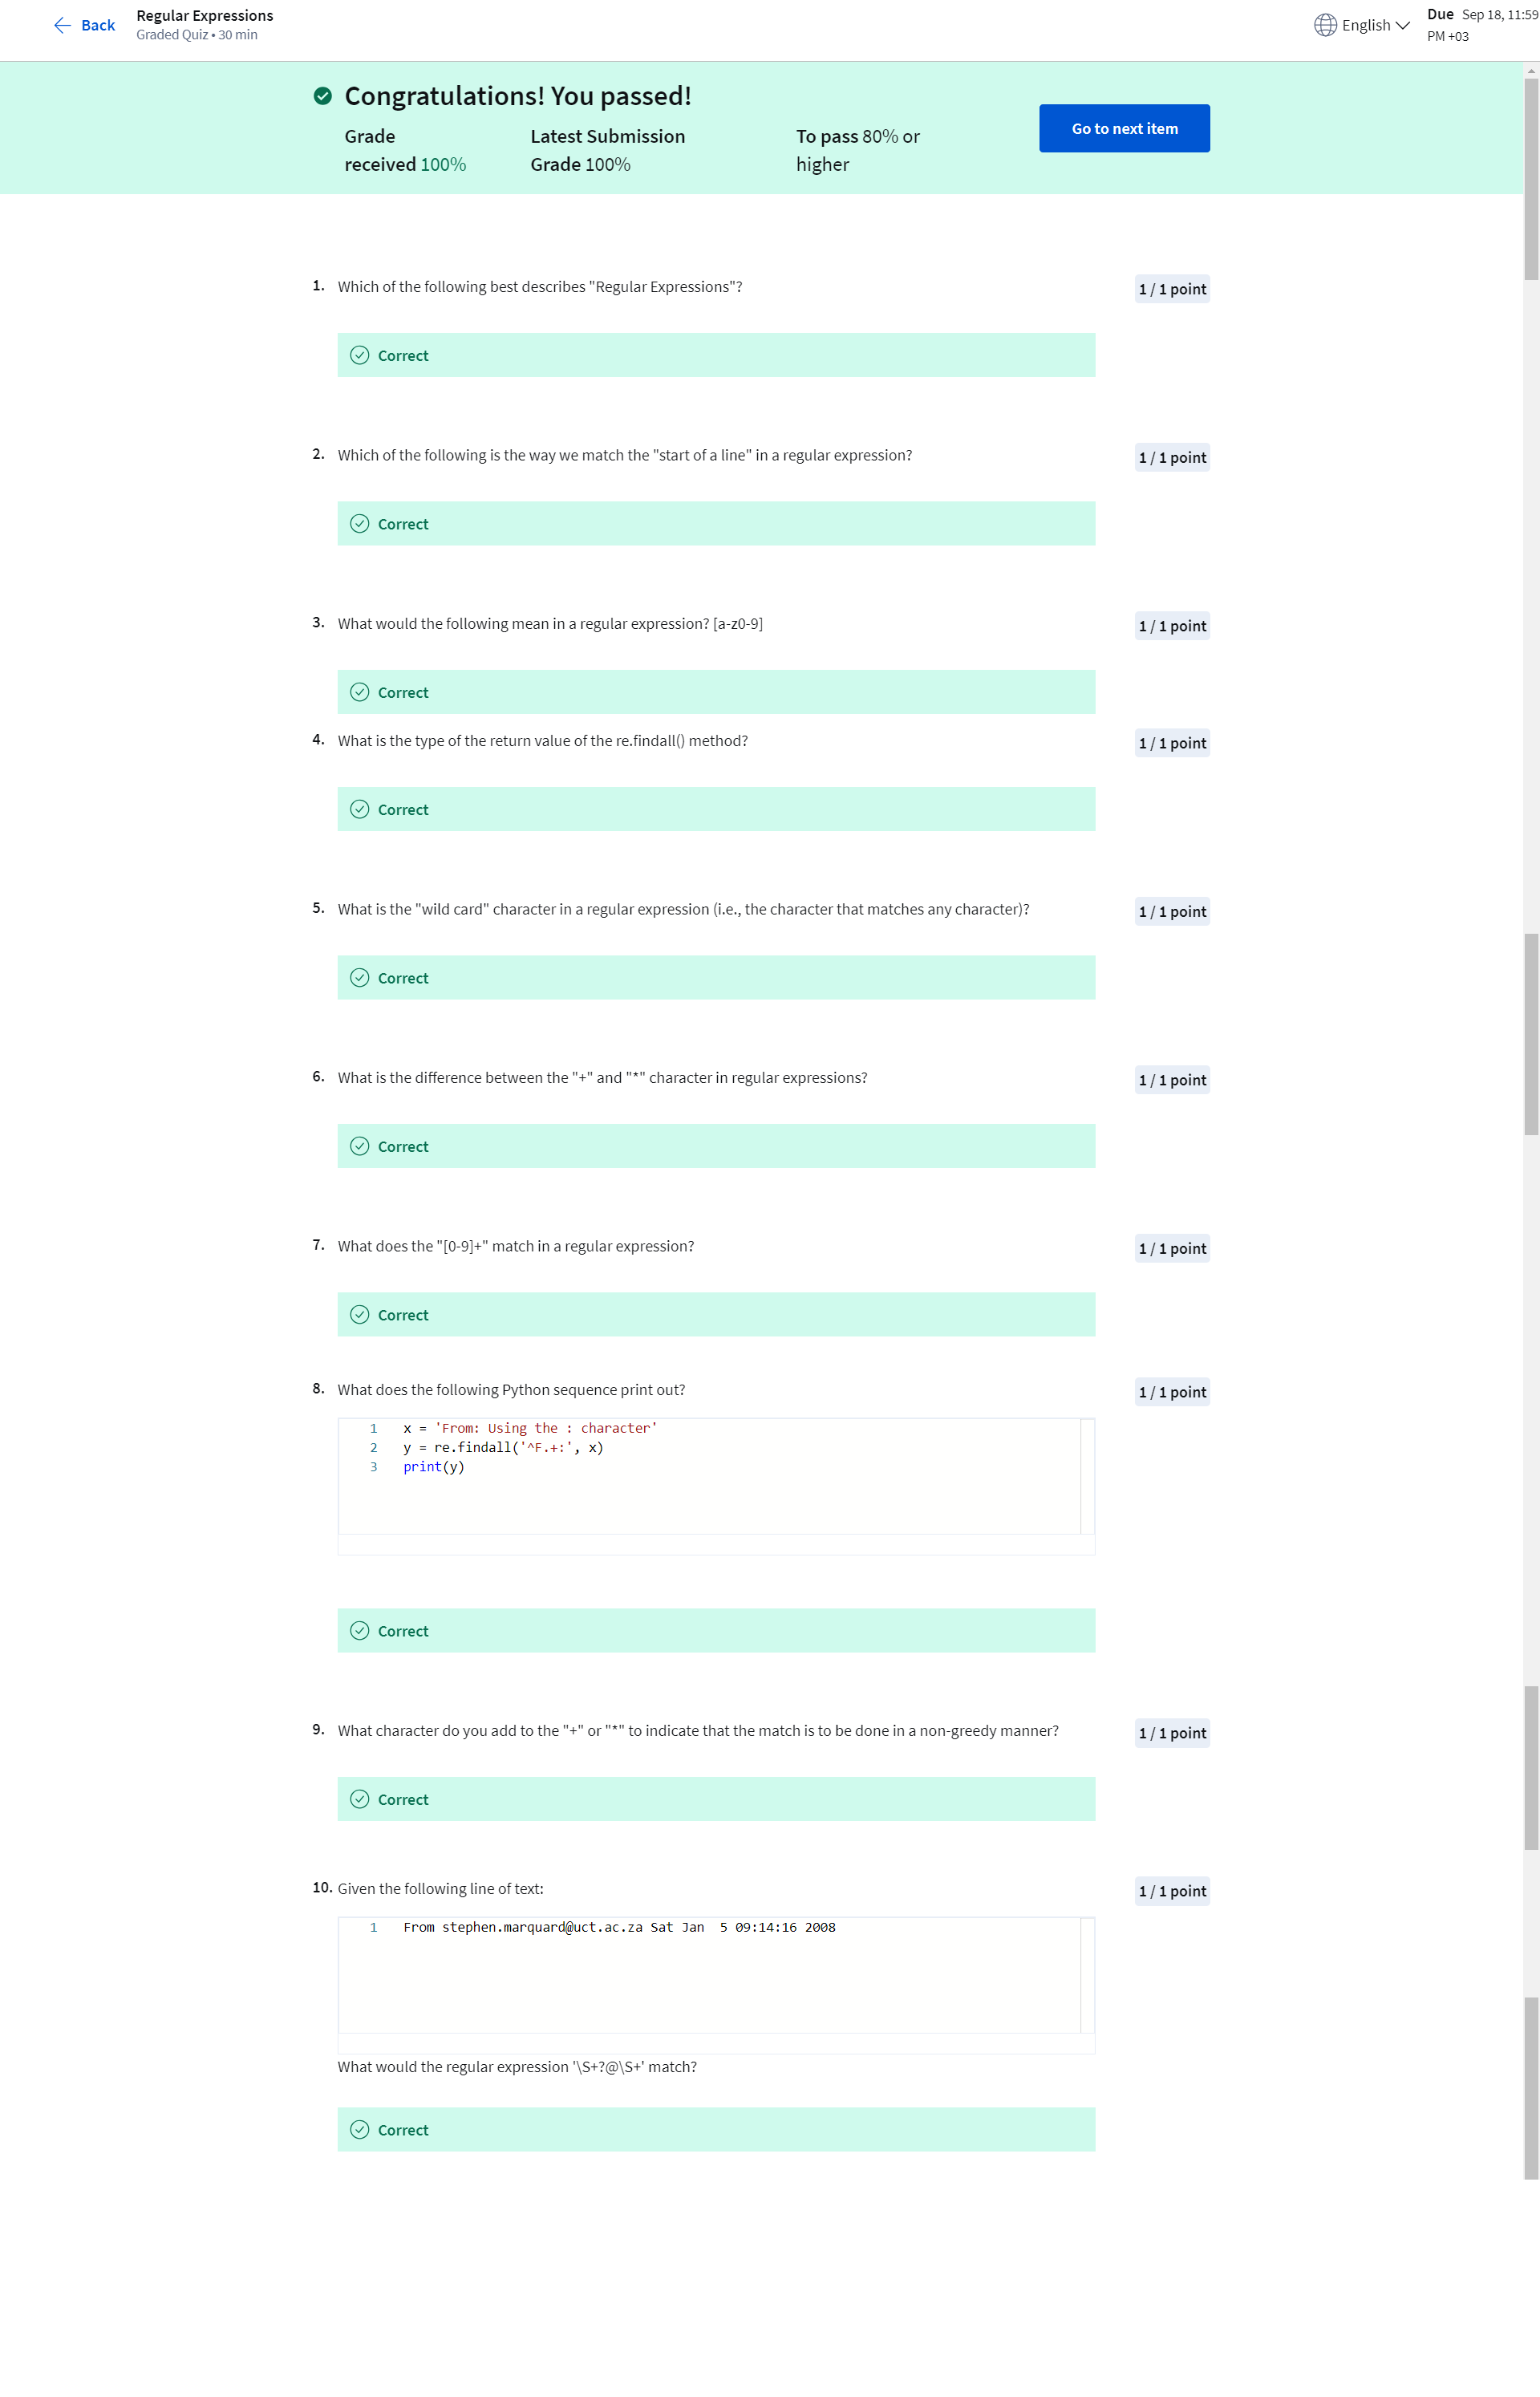 Back
Regular Expressions
Graded Quiz • 30 min
English
Due Sep 18, 11:59
PM +03
Congratulations! You passed!
Grade
received 100%
Latest Submission
Grade 100%
To pass 80% or
higher
Go to next item
1. Which of the following best describes "Regular Expressions"?
1 / 1 point
Correct
2. Which of the following is the way we match the "start of a line" in a regular expression?
1 / 1 point
Correct
3. What would the following mean in a regular expression? [a-z0-9]
1 / 1 point
Correct
4. What is the type of the return value of the re.findall() method?
1 / 1 point
Correct
5. What is the "wild card" character in a regular expression (i.e., the character that matches any character)?
1 / 1 point
Correct
6. What is the difference between the "+" and "*" character in regular expressions?
1 / 1 point
Correct
7. What does the "[0-9]+" match in a regular expression?
1 / 1 point
Correct
8. What does the following Python sequence print out?
1 / 1 point
1 x = 'From: Using the : character'
2 y = re.findall('^F.+:', x)
3 print(y)
Correct
9. What character do you add to the "+" or "*" to indicate that the match is to be done in a non-greedy manner?
1 / 1 point
Correct
10. Given the following line of text:
1 / 1 point
1 From stephen.marquard@uct.ac.za Sat Jan  5 09:14:16 2008
What would the regular expression '\S+?@\S+' match?
Correct